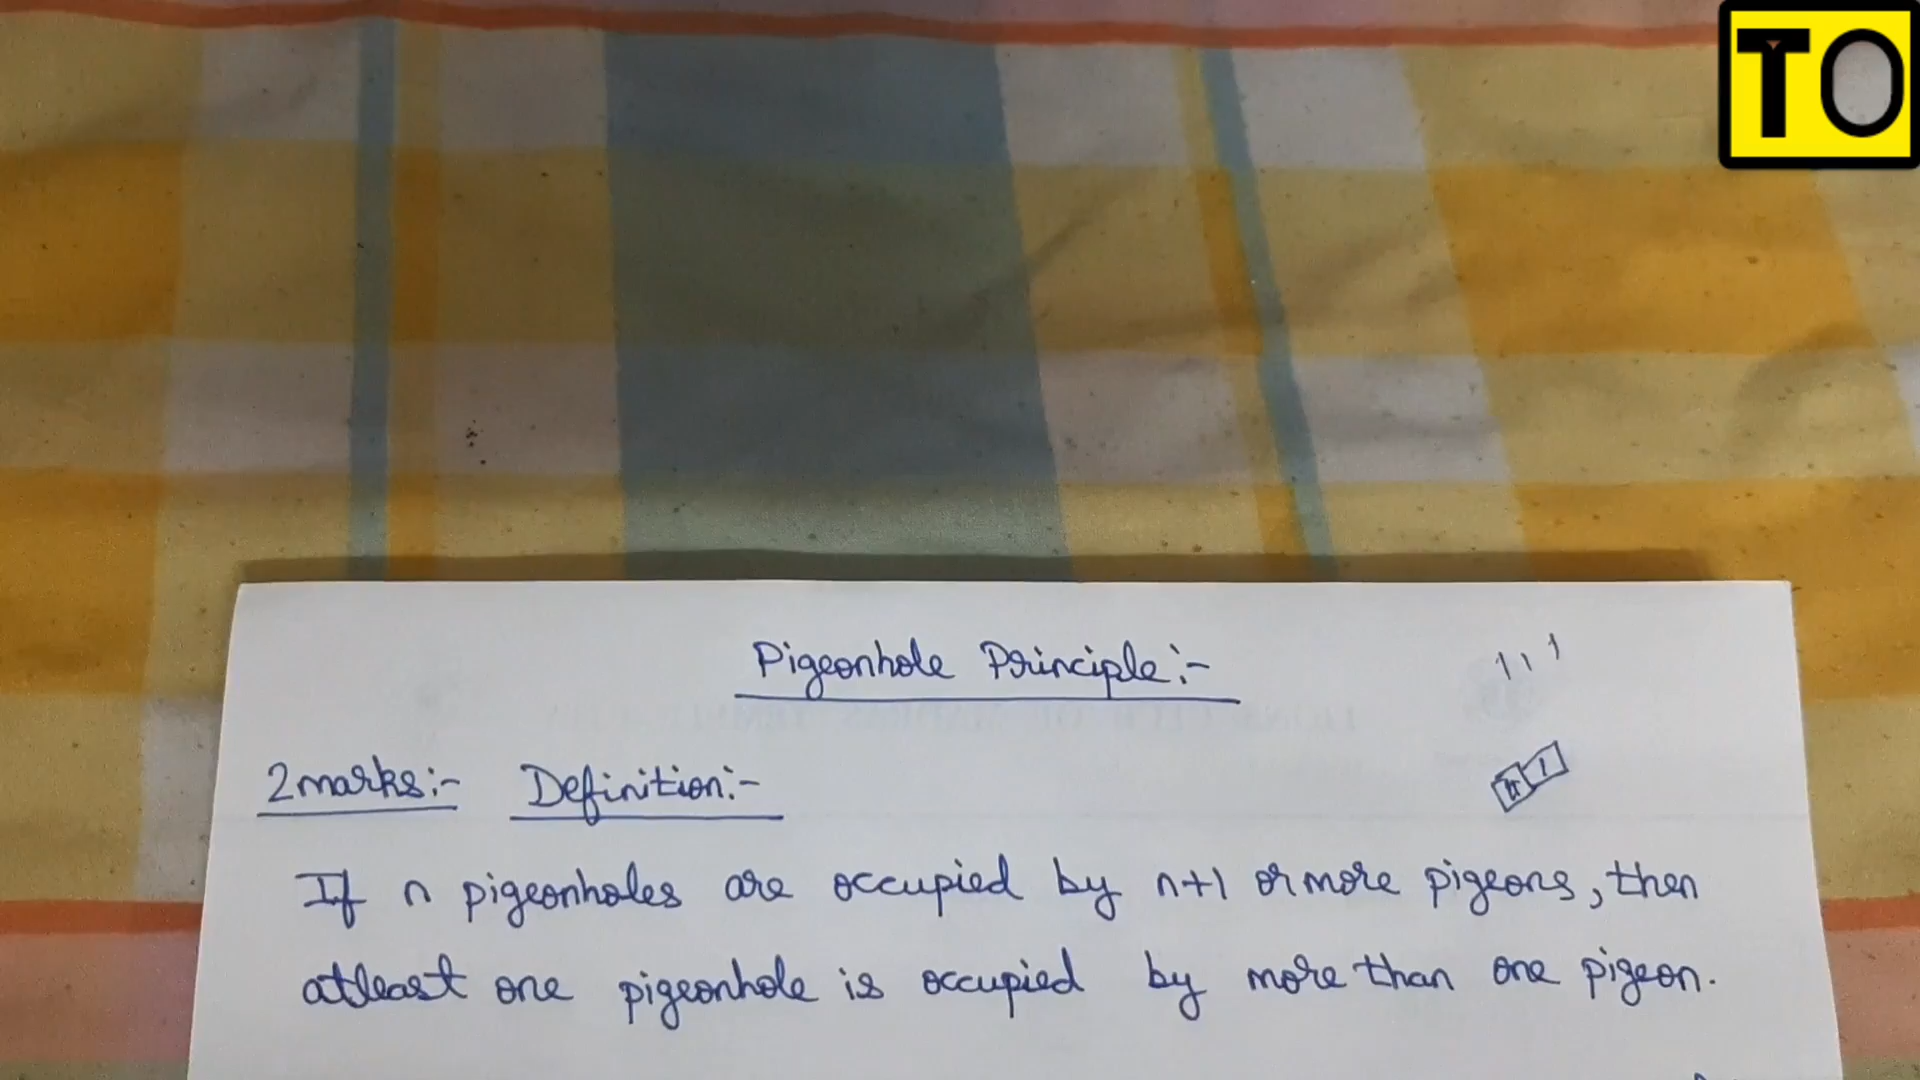 TO
Pigeonhole Principle:-
2marks:- Definition:-
If n pigeonholes are occupied by n+1 or more pigeons, then
atleast one pigeonhole is occupied by more than one pigeon.